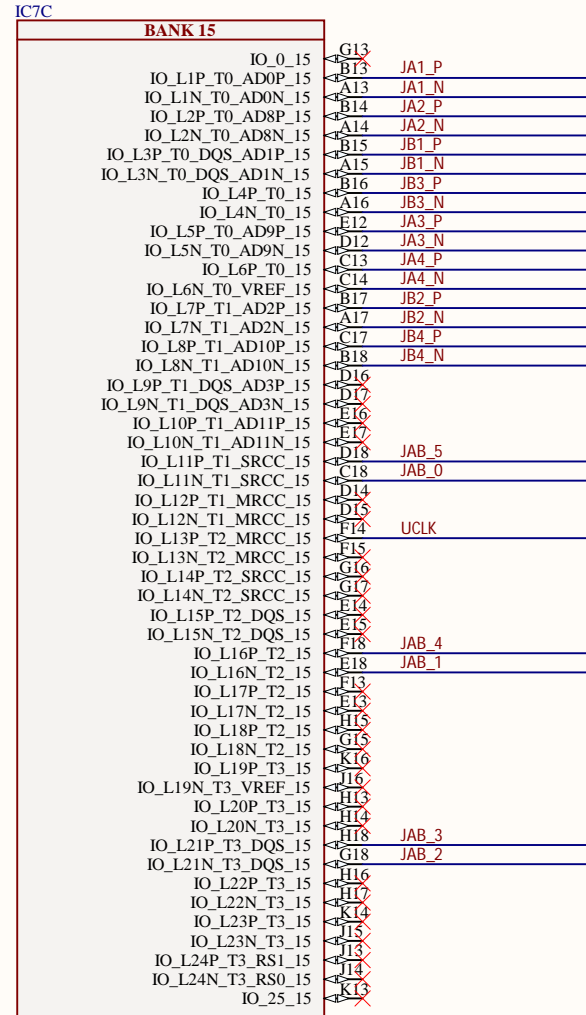 IC7C
BANK 15
IO_0_15 G13
IO_L1P_T0_AD0P_15 B13 JA1_P
IO_L1N_T0_AD0N_15 A13 JA1_N
IO_L2P_T0_AD8P_15 B14 JA2_P
IO_L2N_T0_AD8N_15 A14 JA2_N
IO_L3P_T0_DQS_AD1P_15 B15 JB1_P
IO_L3N_T0_DQS_AD1N_15 A15 JB1_N
IO_L4P_T0_15 B16 JB3_P
IO_L4N_T0_15 A16 JB3_N
IO_L5P_T0_AD9P_15 E12 JA3_P
IO_L5N_T0_AD9N_15 D12 JA3_N
IO_L6P_T0_15 C13 JA4_P
IO_L6N_T0_VREF_15 C14 JA4_N
IO_L7P_T1_AD2P_15 B17 JB2_P
IO_L7N_T1_AD2N_15 A17 JB2_N
IO_L8P_T1_AD10P_15 C17 JB4_P
IO_L8N_T1_AD10N_15 B18 JB4_N
IO_L9P_T1_DQS_AD3P_15 D16
IO_L9N_T1_DQS_AD3N_15 D17
IO_L10P_T1_AD11P_15 E16
IO_L10N_T1_AD11N_15 E17
IO_L11P_T1_SRCC_15 D18 JAB_5
IO_L11N_T1_SRCC_15 C18 JAB_0
IO_L12P_T1_MRCC_15 D14
IO_L12N_T1_MRCC_15 D15
IO_L13P_T2_MRCC_15 F14 UCLK
IO_L13N_T2_MRCC_15 F15
IO_L14P_T2_SRCC_15 G16
IO_L14N_T2_SRCC_15 G17
IO_L15P_T2_DQS_15 E14
IO_L15N_T2_DQS_15 E15
IO_L16P_T2_15 F18 JAB_4
IO_L16N_T2_15 E18 JAB_1
IO_L17P_T2_15 F13
IO_L17N_T2_15 E13
IO_L18P_T2_15 H15
IO_L18N_T2_15 G15
IO_L19P_T3_15 K16
IO_L19N_T3_VREF_15 J16
IO_L20P_T3_15 H13
IO_L20N_T3_15 H14
IO_L21P_T3_DQS_15 H18 JAB_3
IO_L21N_T3_DQS_15 G18 JAB_2
IO_L22P_T3_15 H16
IO_L22N_T3_15 H17
IO_L23P_T3_15 K14
IO_L23N_T3_15 J15
IO_L24P_T3_RS1_15 J13
IO_L24N_T3_RS0_15 J14
IO_25_15 K13